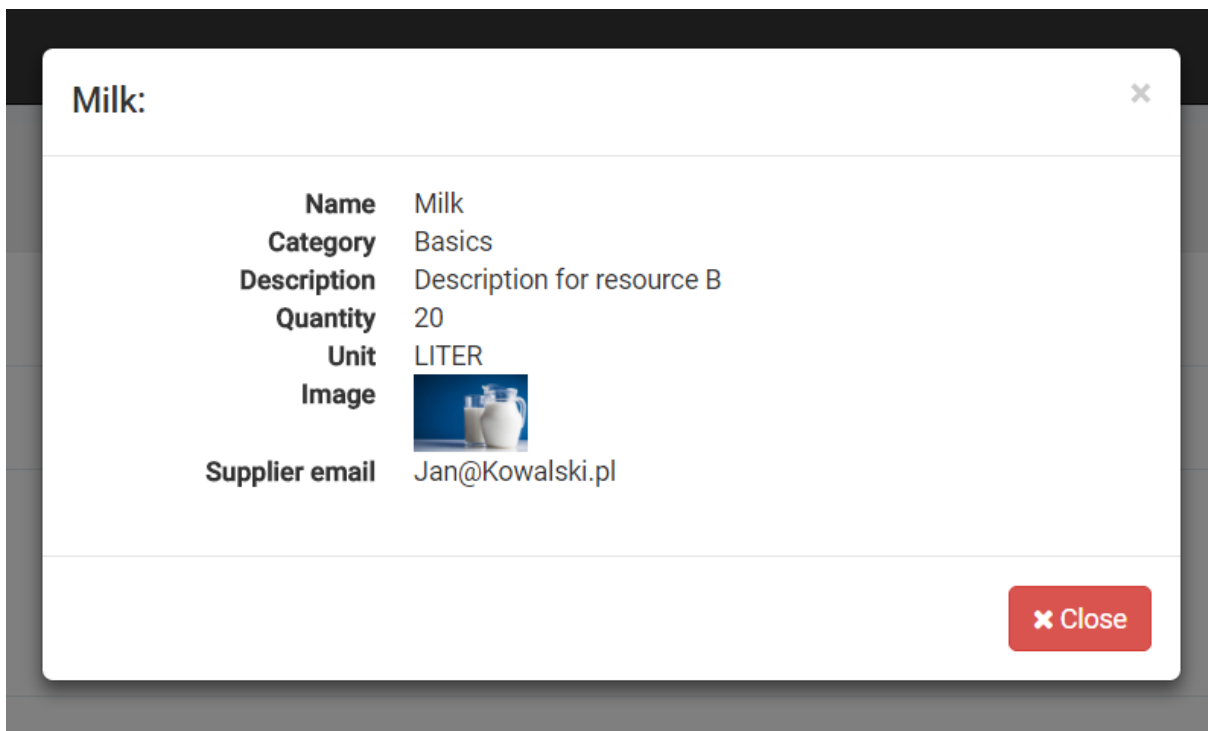 Milk: ×
Name Milk
Category Basics
Description Description for resource B
Quantity 20
Unit LITER
Image
Supplier email Jan@Kowalski.pl
✖ Close